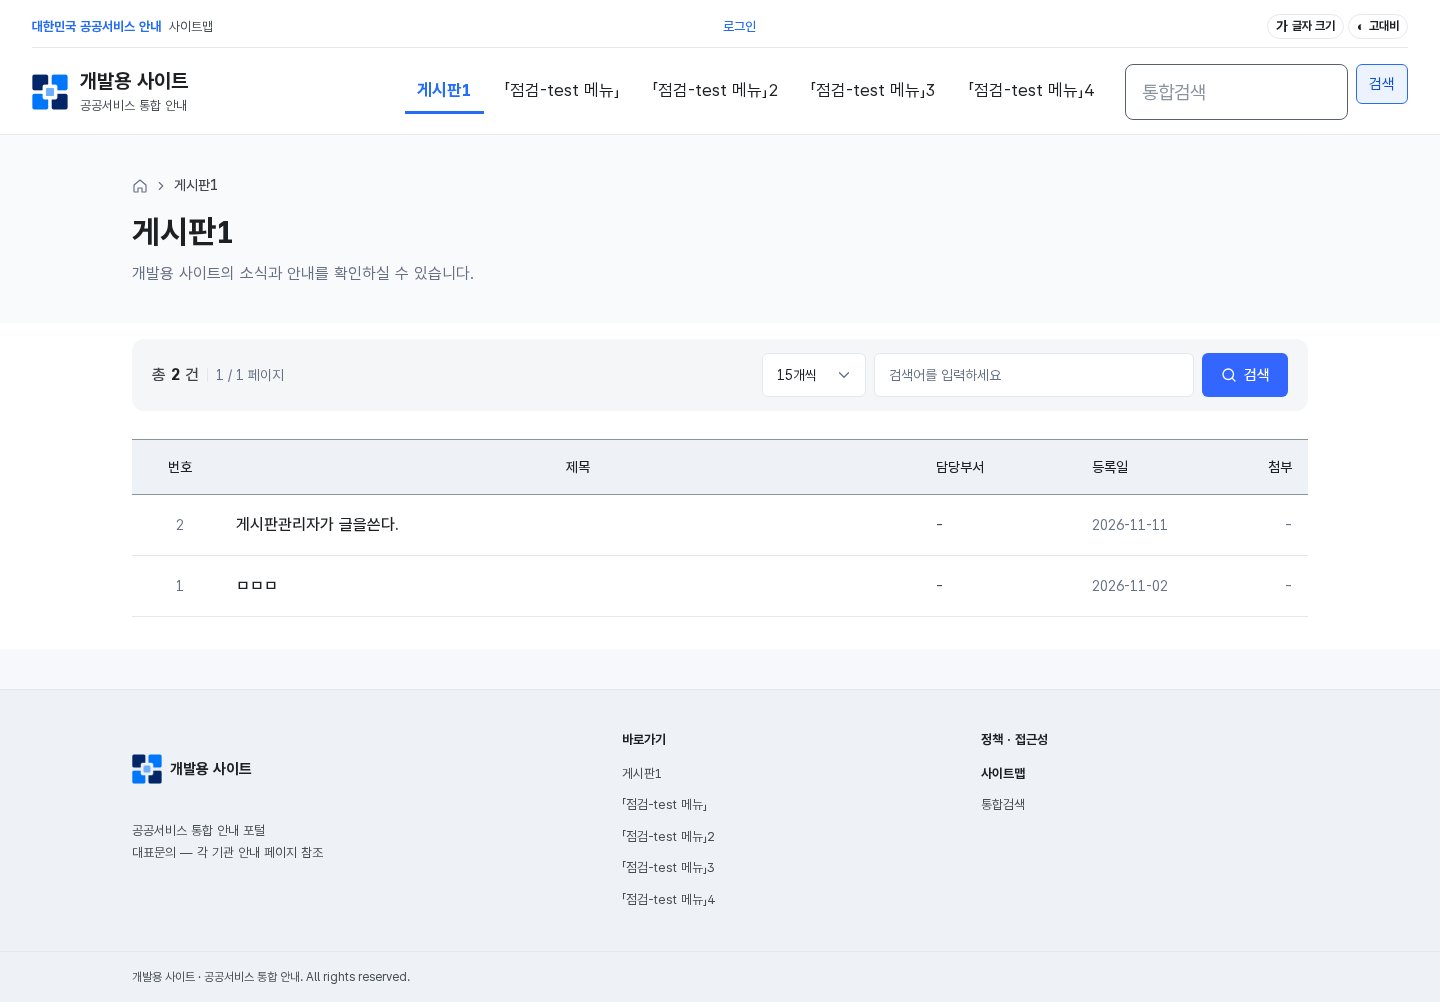 대한민국 공공서비스 안내 사이트맵 로그인 가 글자 크기 고대비
개발용 사이트
공공서비스 통합 안내
게시판1 「점검-test 메뉴」 「점검-test 메뉴」2 「점검-test 메뉴」3 「점검-test 메뉴」4 통합검색 검색
게시판1
게시판1
개발용 사이트의 소식과 안내를 확인하실 수 있습니다.
총 2 건 1 / 1 페이지 15개씩 검색어를 입력하세요 검색
번호 제목 담당부서 등록일 첨부
2 게시판관리자가 글을쓴다. - 2026-11-11 -
1 ㅁㅁㅁ - 2026-11-02 -
개발용 사이트
공공서비스 통합 안내 포털
대표문의 — 각 기관 안내 페이지 참조
바로가기
게시판1
「점검-test 메뉴」
「점검-test 메뉴」2
「점검-test 메뉴」3
「점검-test 메뉴」4
정책 · 접근성
사이트맵
통합검색
개발용 사이트 · 공공서비스 통합 안내. All rights reserved.